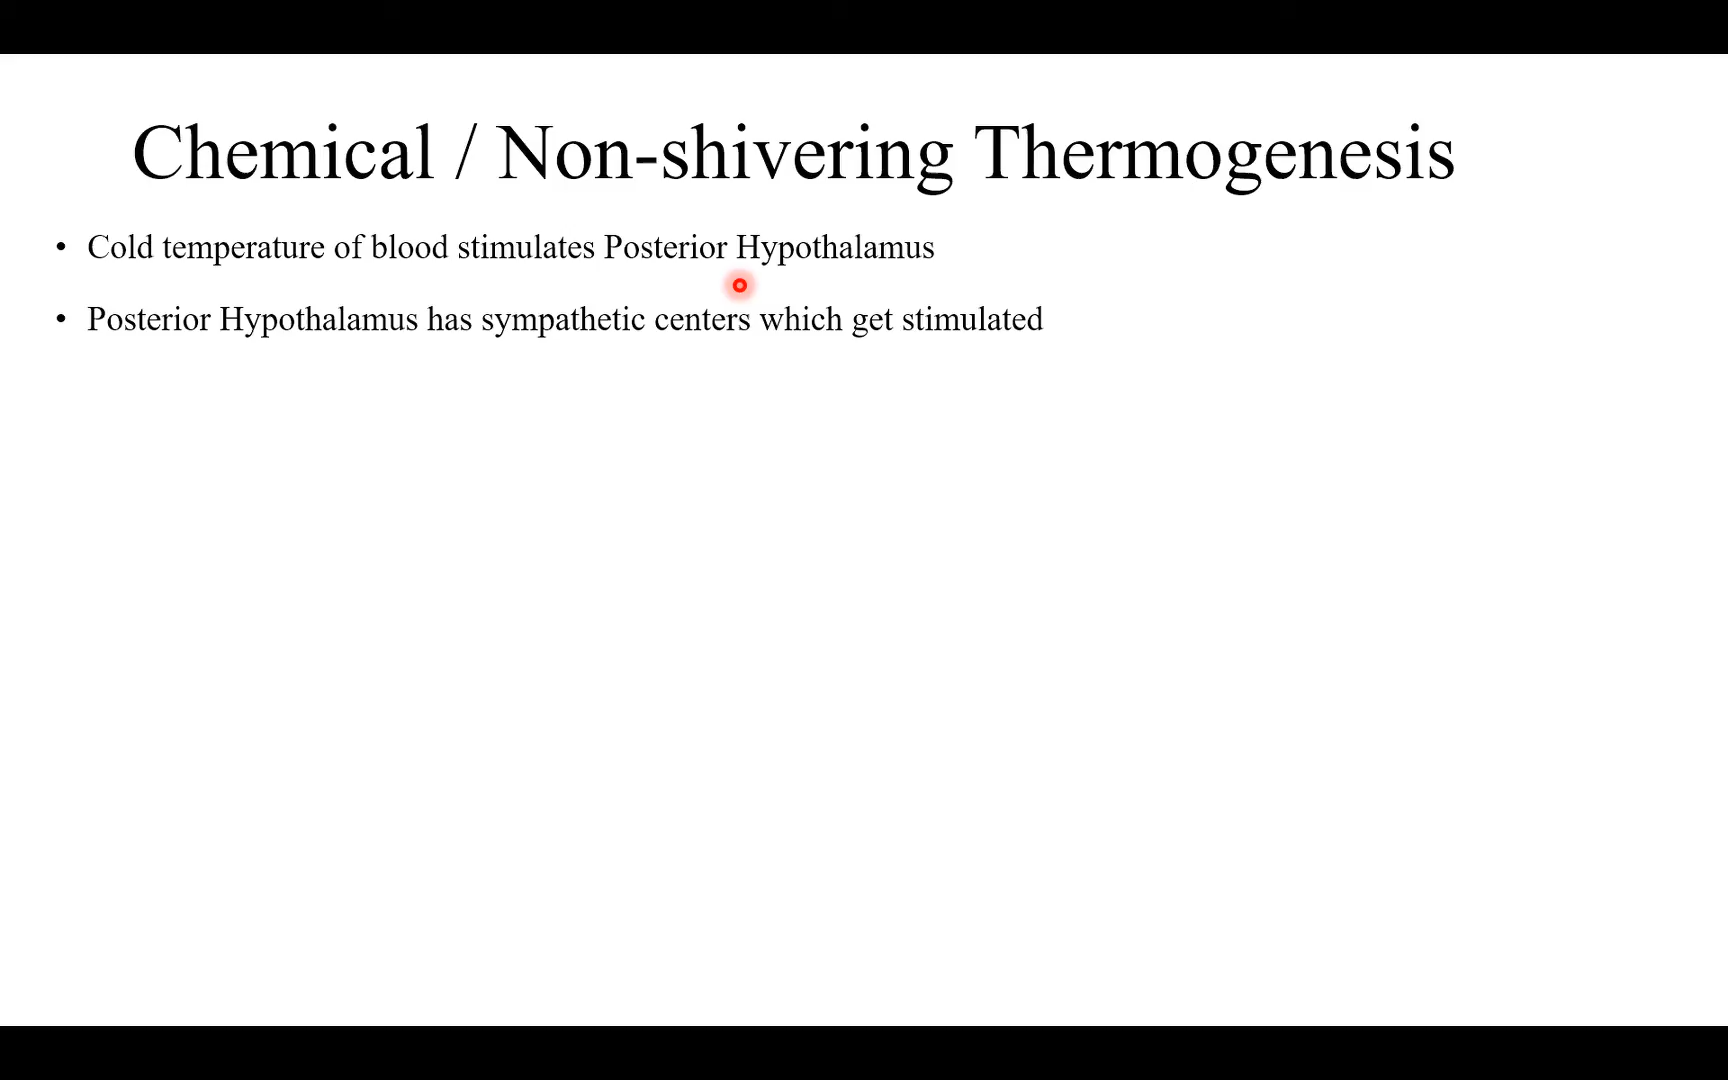 Chemical / Non-shivering Thermogenesis
• Cold temperature of blood stimulates Posterior Hypothalamus
• Posterior Hypothalamus has sympathetic centers which get stimulated